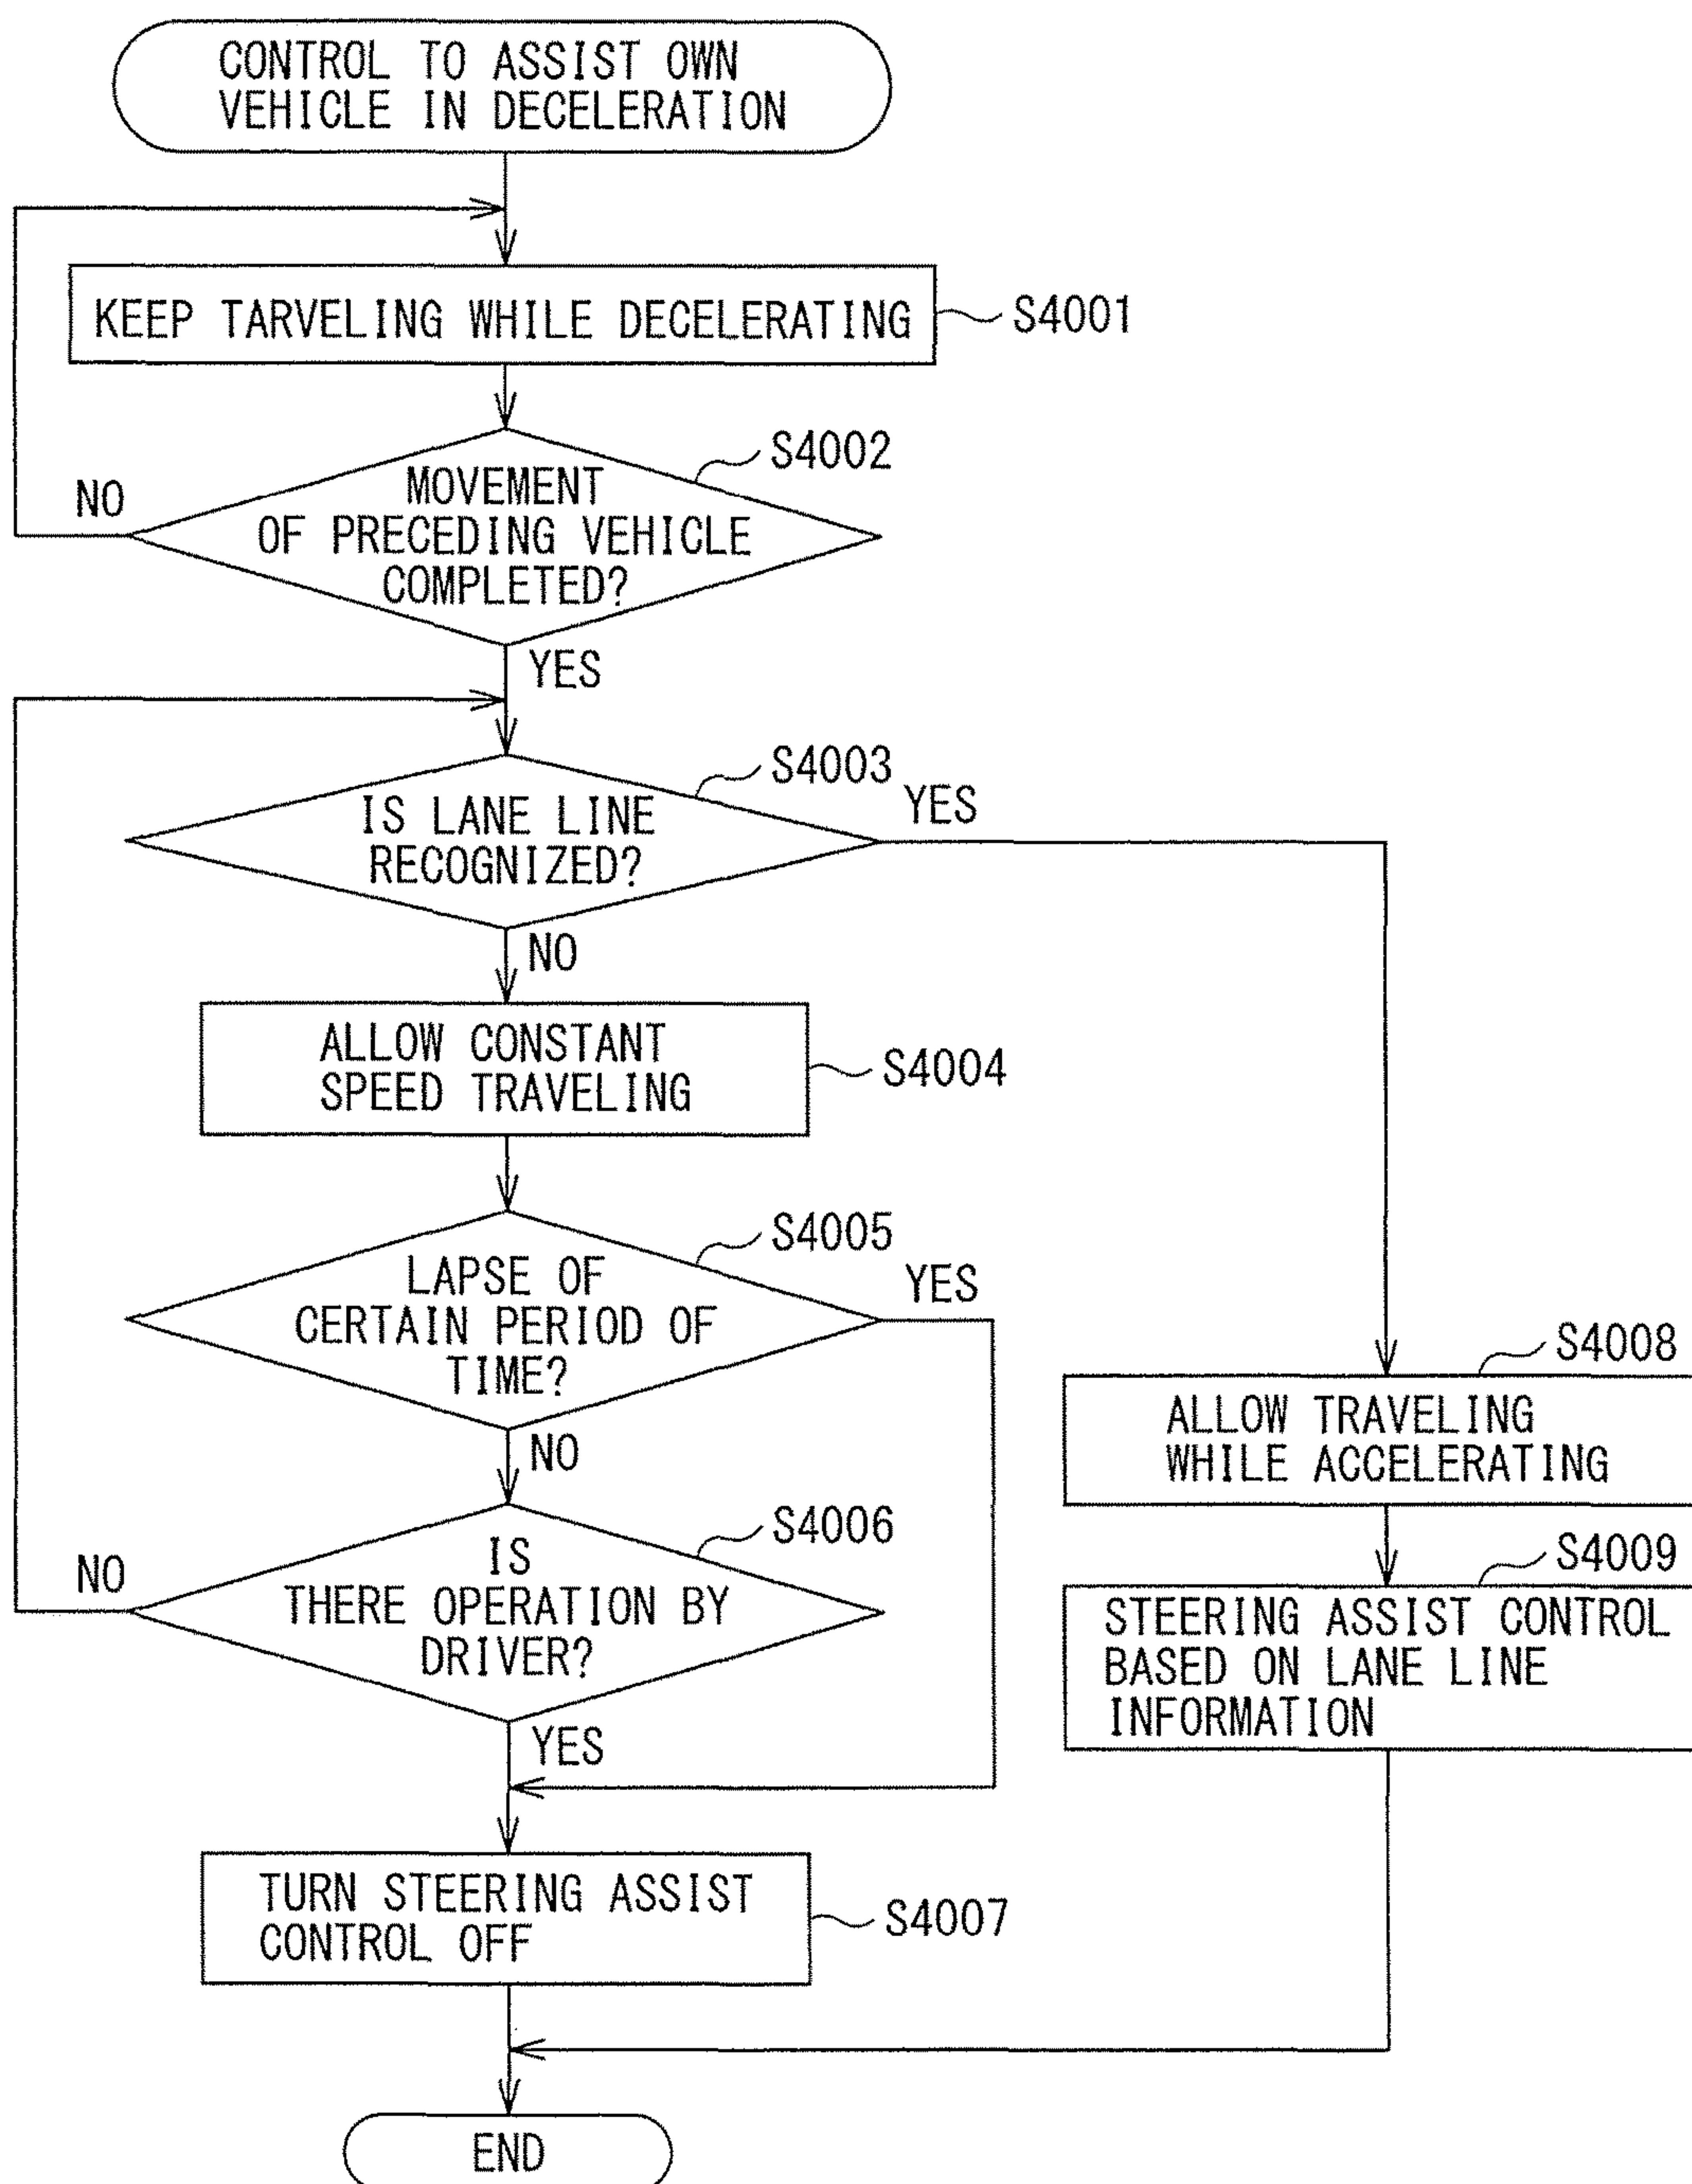 CONTROL TO ASSIST OWN
VEHICLE IN DECELERATION
KEEP TARVELING WHILE DECELERATING
S4001
S4002
MOVEMENT
OF PRECEDING VEHICLE
COMPLETED?
NO
YES
S4003
IS LANE LINE
RECOGNIZED?
YES
NO
ALLOW CONSTANT
SPEED TRAVELING
S4004
S4005
LAPSE OF
CERTAIN PERIOD OF
TIME?
YES
NO
S4006
IS
THERE OPERATION BY
DRIVER?
NO
YES
TURN STEERING ASSIST
CONTROL OFF
S4007
S4008
ALLOW TRAVELING
WHILE ACCELERATING
S4009
STEERING ASSIST CONTROL
BASED ON LANE LINE
INFORMATION
END